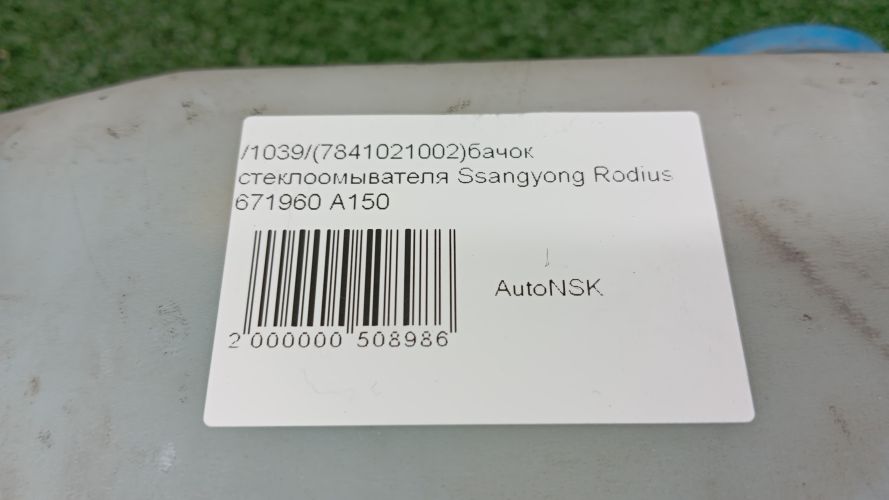 /1039/(7841021002)бачок
стеклоомывателя Ssangyong Rodius
671960 A150
AutoNSK
2 000000 508986